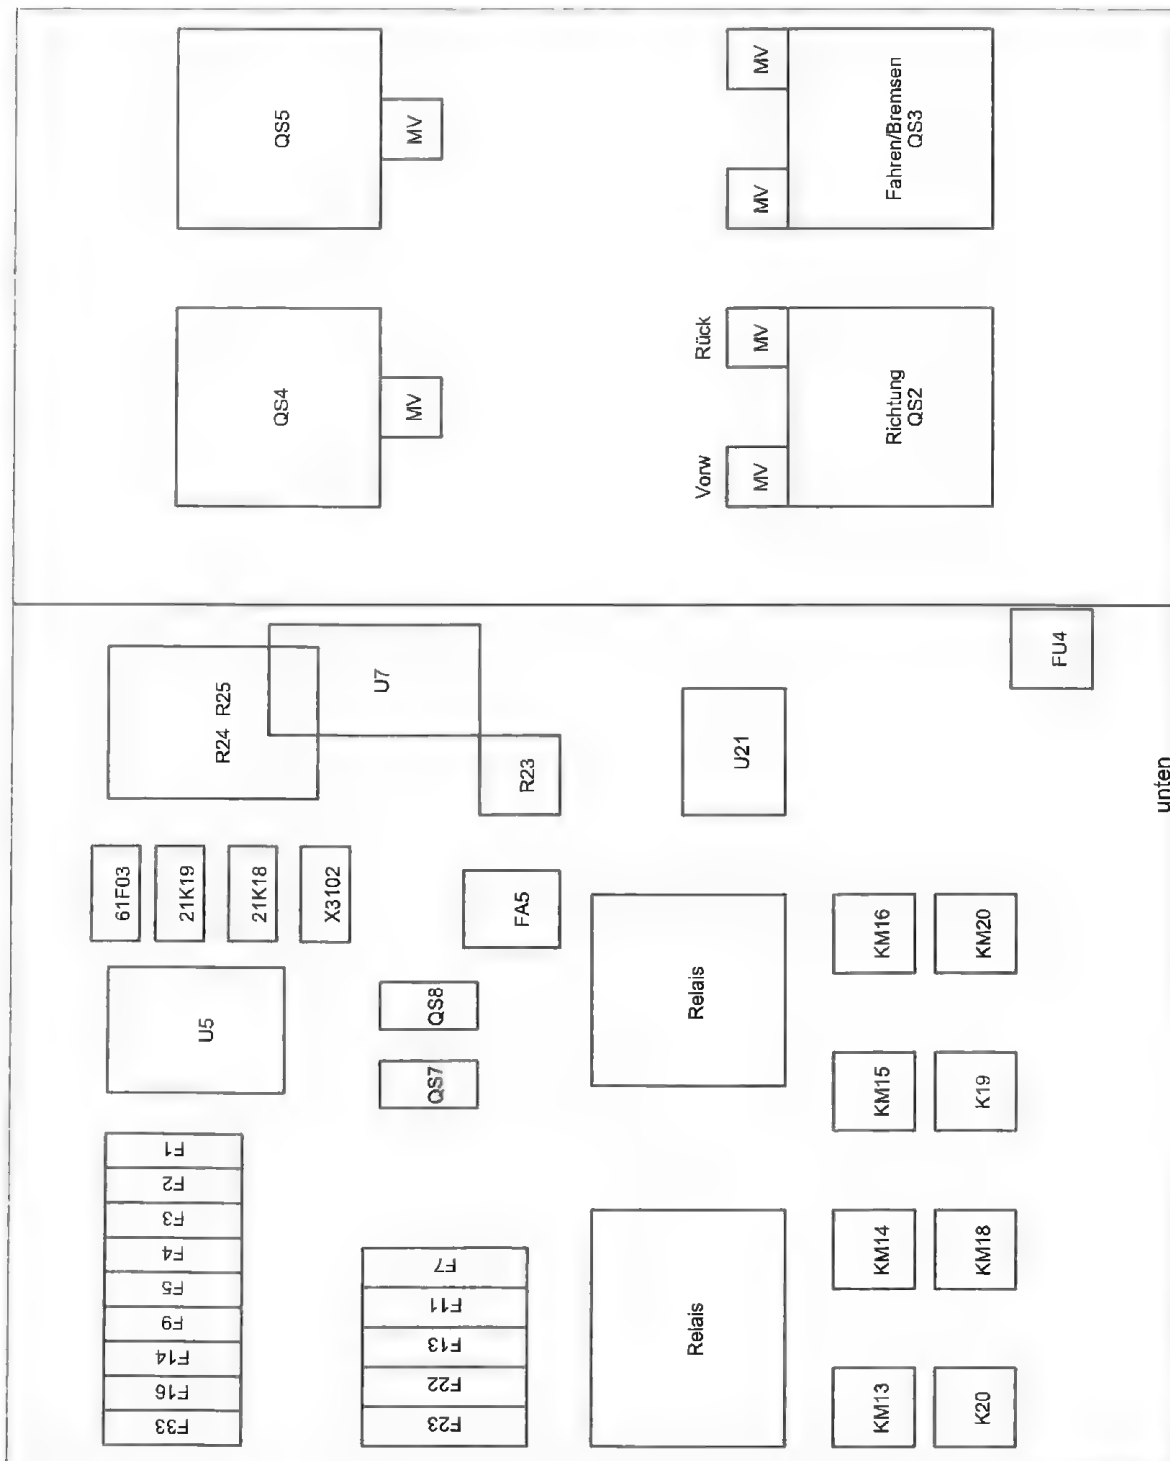 F33
F16
F14
F9
F5
F4
F3
F2
F1
U5
61F03
21K19
21K18
X3102
R24 R25
U7
R23
QS4
MV
QS5
MV
F23
F22
F13
F11
F7
QS7
QS8
FA5
Relais
Relais
U21
Vorw
Rück
MV
MV
MV
MV
Richtung
QS2
Fahren/Bremsen
QS3
KM13
KM14
KM15
KM16
K20
KM18
K19
KM20
FU4
unten